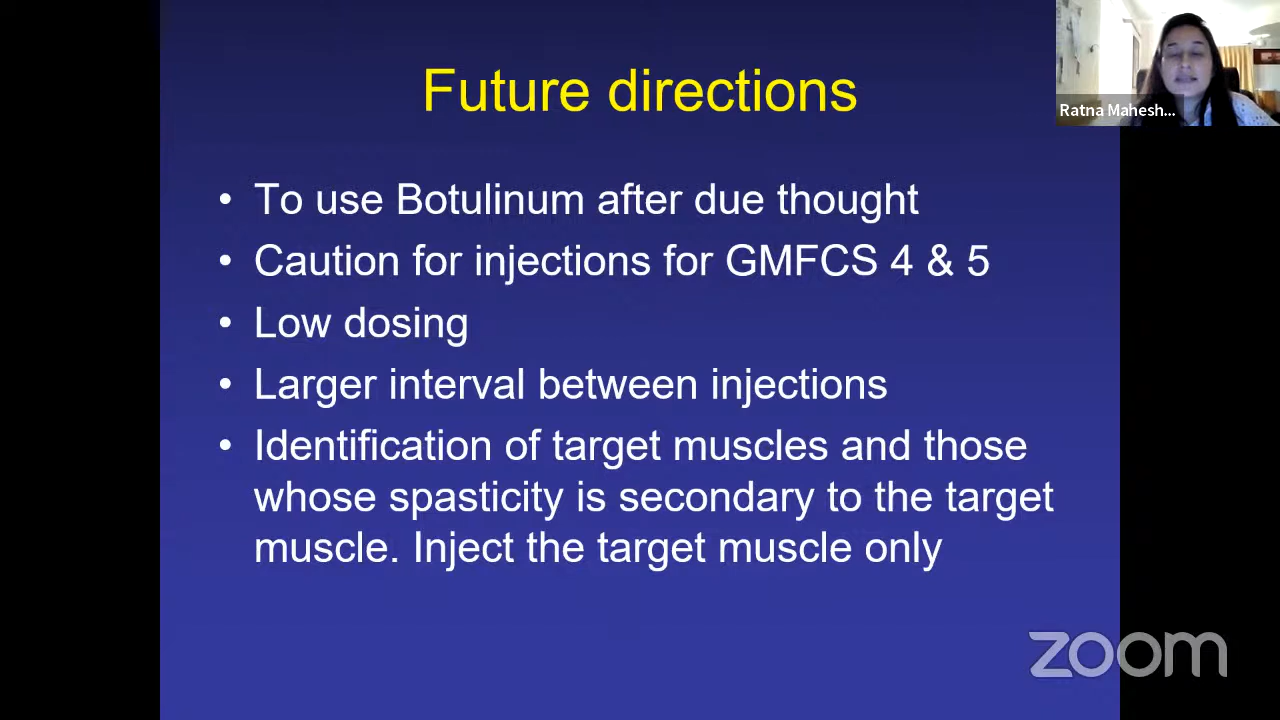 Future directions
Ratna Mahesh...
• To use Botulinum after due thought
• Caution for injections for GMFCS 4 & 5
• Low dosing
• Larger interval between injections
• Identification of target muscles and those
whose spasticity is secondary to the target
muscle. Inject the target muscle only
zoom